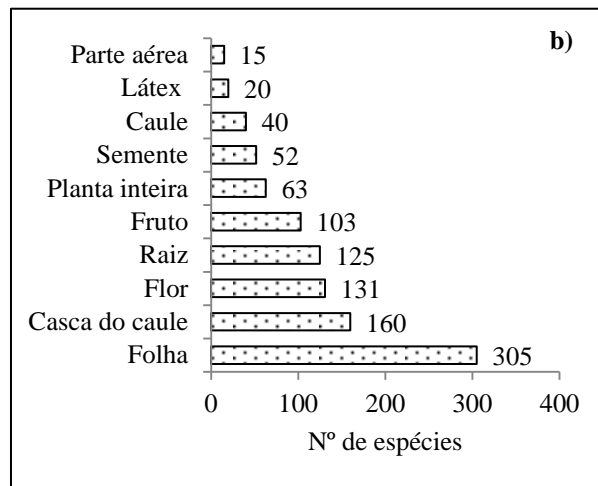 b)
Parte aérea 15
Látex 20
Caule 40
Semente 52
Planta inteira 63
Fruto 103
Raiz 125
Flor 131
Casca do caule 160
Folha 305
0 100 200 300 400
Nº de espécies